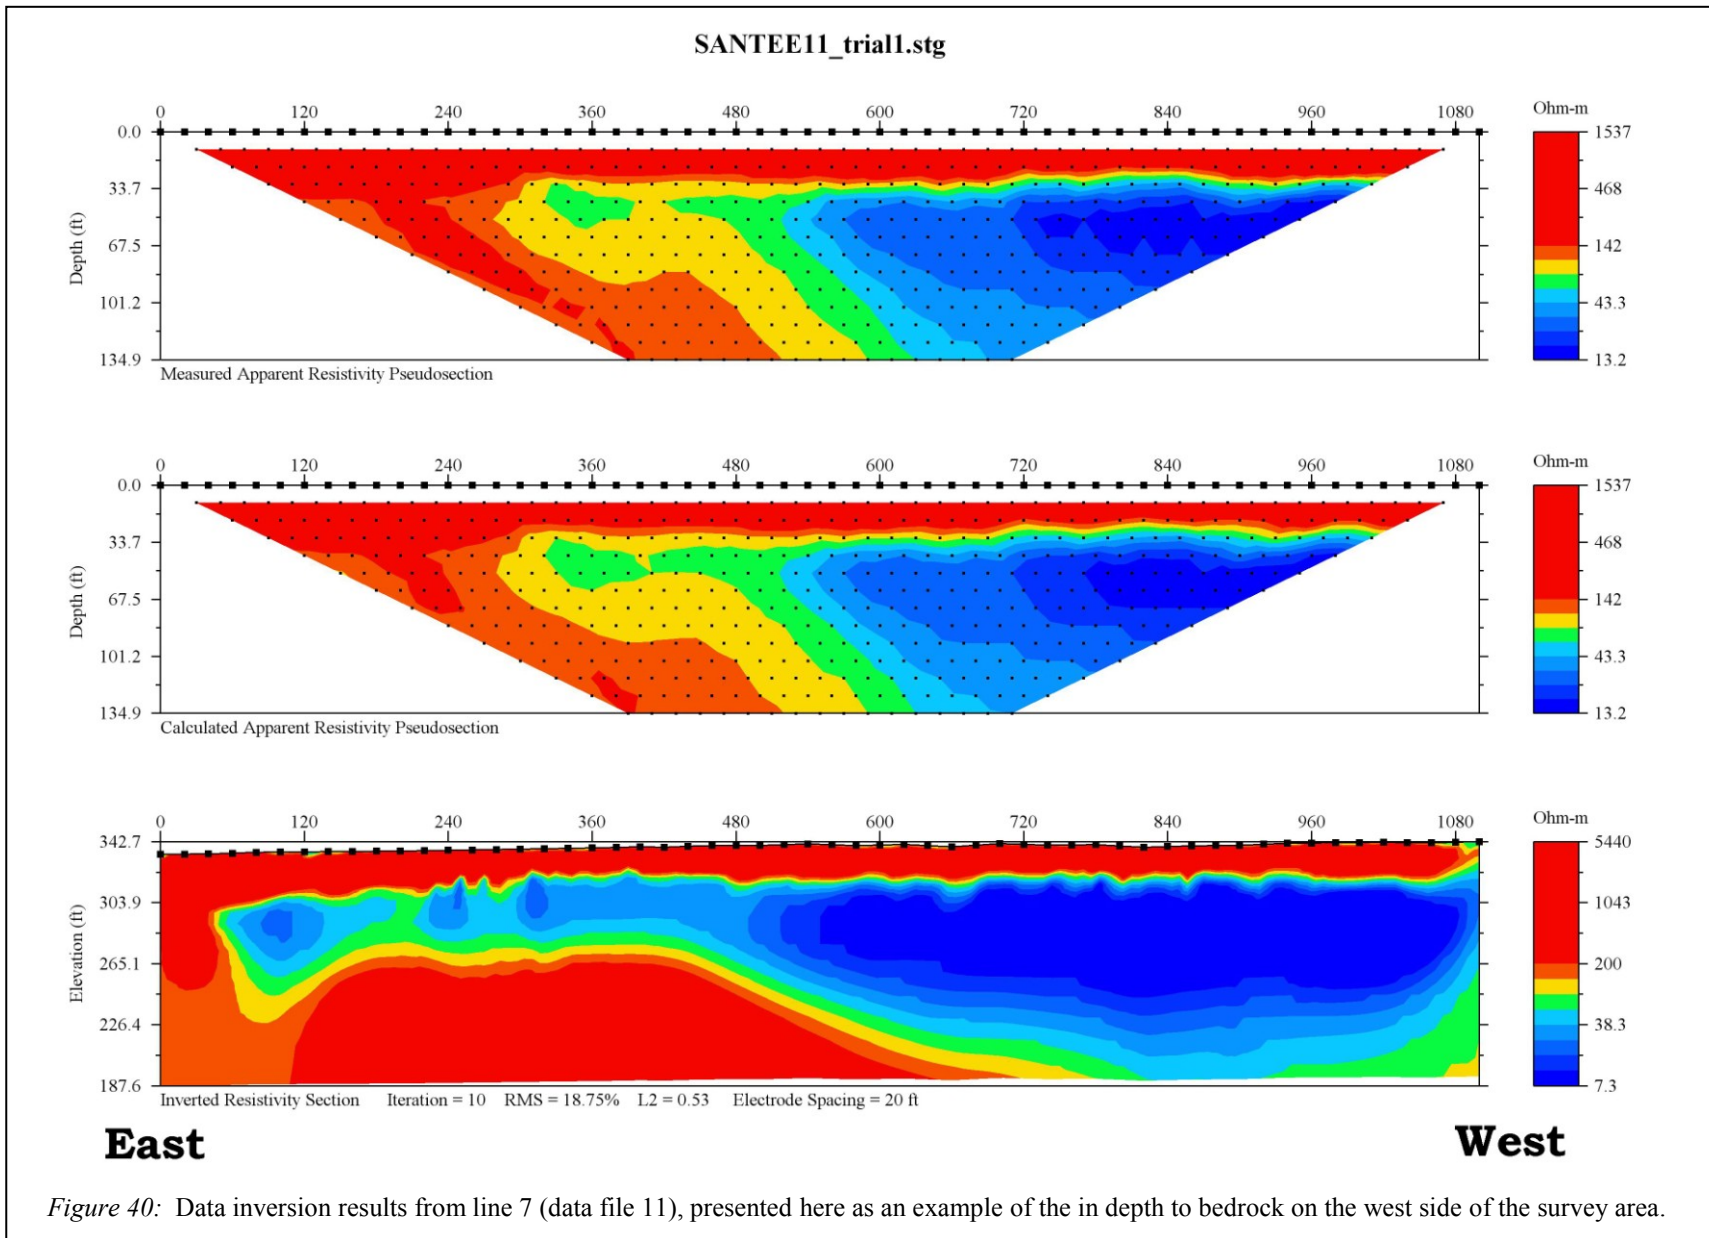 SANTEE11_trial1.stg
0 120 240 360 480 600 720 840 960 1080 Ohm-m
0.0 1537
33.7 468
67.5 142
101.2 43.3
134.9 13.2
Depth (ft)
Measured Apparent Resistivity Pseudosection
0 120 240 360 480 600 720 840 960 1080 Ohm-m
0.0 1537
33.7 468
67.5 142
101.2 43.3
134.9 13.2
Depth (ft)
Calculated Apparent Resistivity Pseudosection
0 120 240 360 480 600 720 840 960 1080 Ohm-m
342.7 5440
303.9 1043
265.1 200
226.4 38.3
187.6 7.3
Elevation (ft)
Inverted Resistivity Section Iteration = 10 RMS = 18.75% L2 = 0.53 Electrode Spacing = 20 ft
East West
Figure 40: Data inversion results from line 7 (data file 11), presented here as an example of the in depth to bedrock on the west side of the survey area.